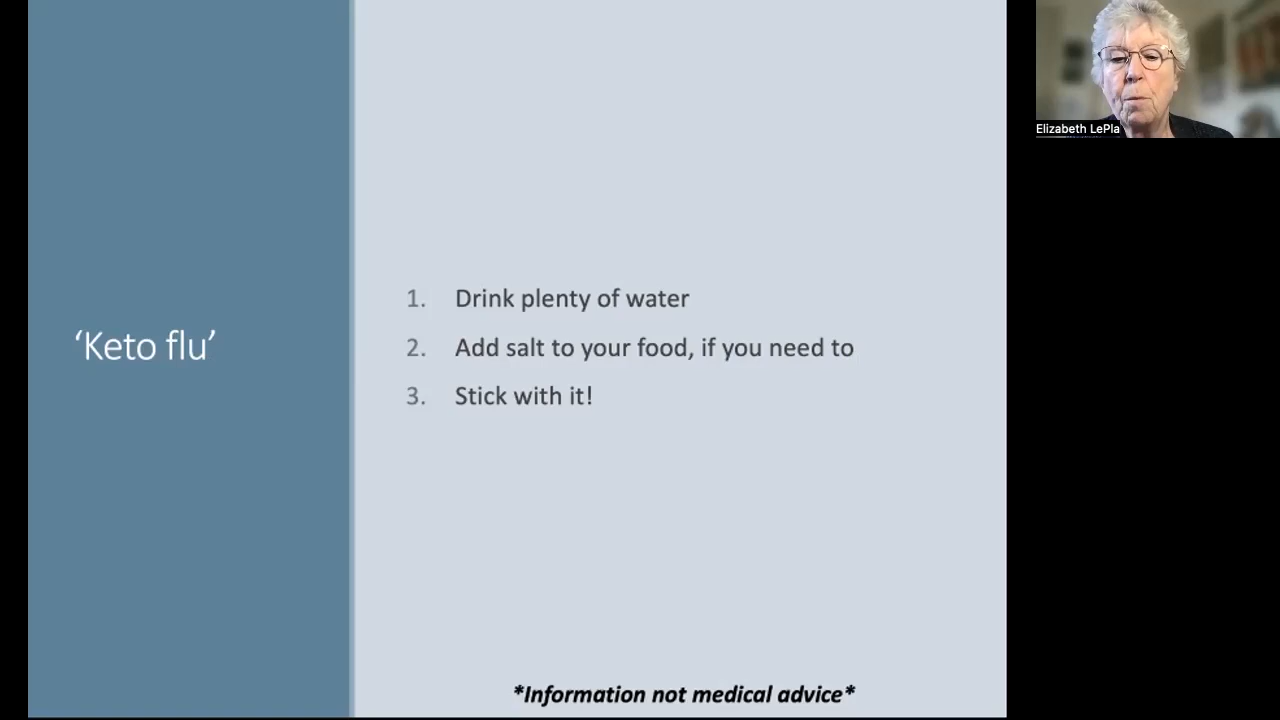 ‘Keto flu’
1. Drink plenty of water
2. Add salt to your food, if you need to
3. Stick with it!
*Information not medical advice*
Elizabeth LePla